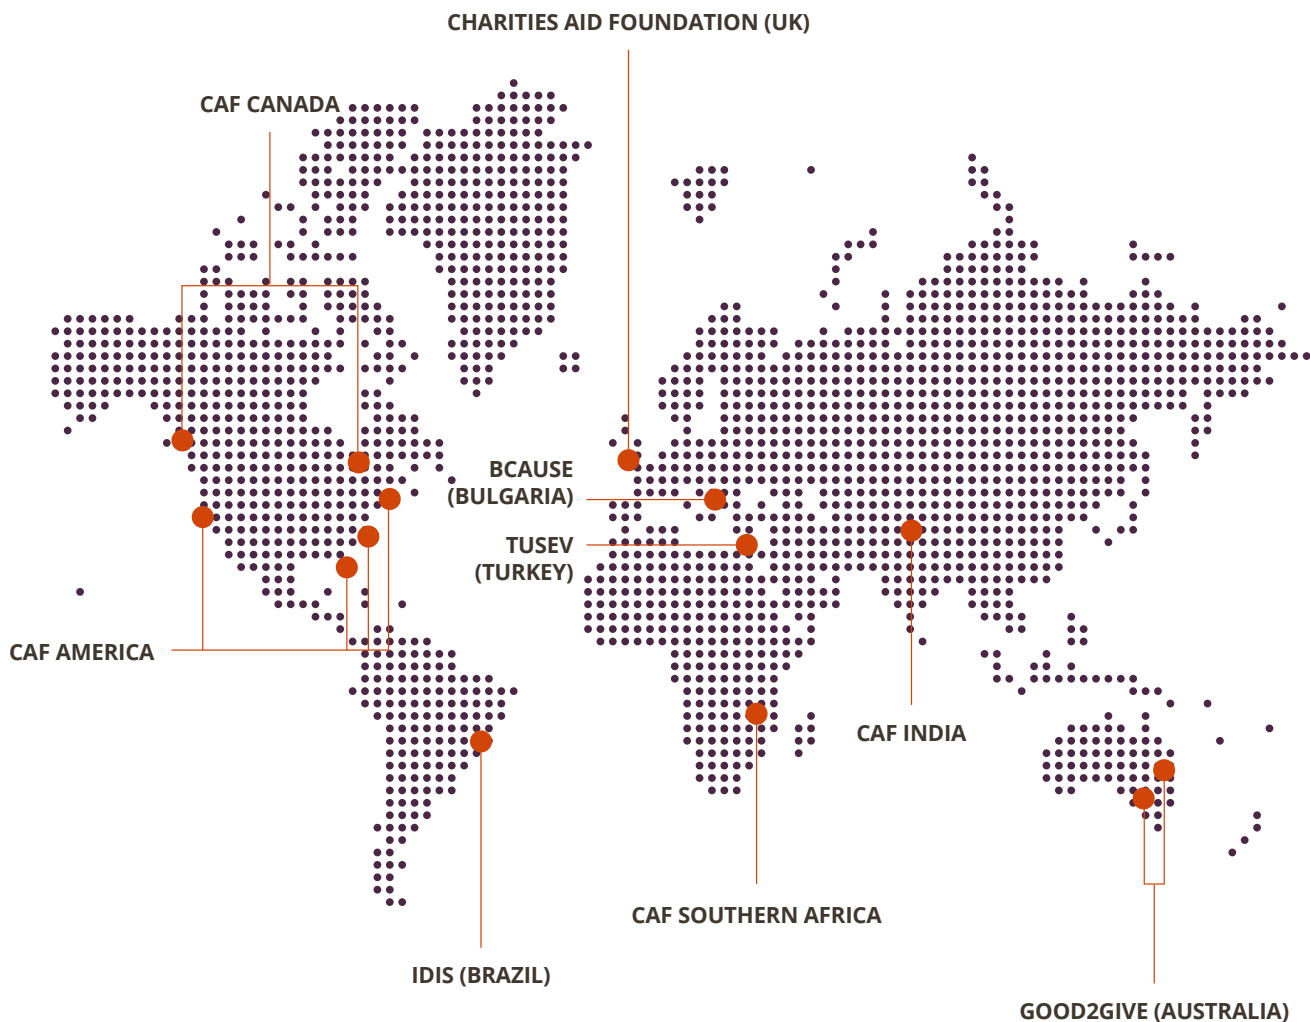 CHARITIES AID FOUNDATION (UK)
CAF CANADA
BCAUSE
(BULGARIA)
TUSEV
(TURKEY)
CAF AMERICA
CAF INDIA
CAF SOUTHERN AFRICA
IDIS (BRAZIL)
GOOD2GIVE (AUSTRALIA)